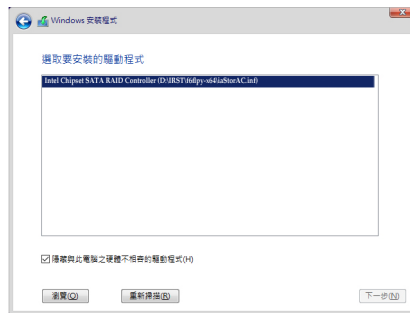 Windows 安裝程式
選取要安裝的驅動程式
Intel Chipset SATA RAID Controller (D:\IRST\f6flpy-x64\iaStorAC.inf)
隱藏與此電腦之硬體不相容的驅動程式(H)
瀏覽(O) 重新掃描(R) 下一步(N)